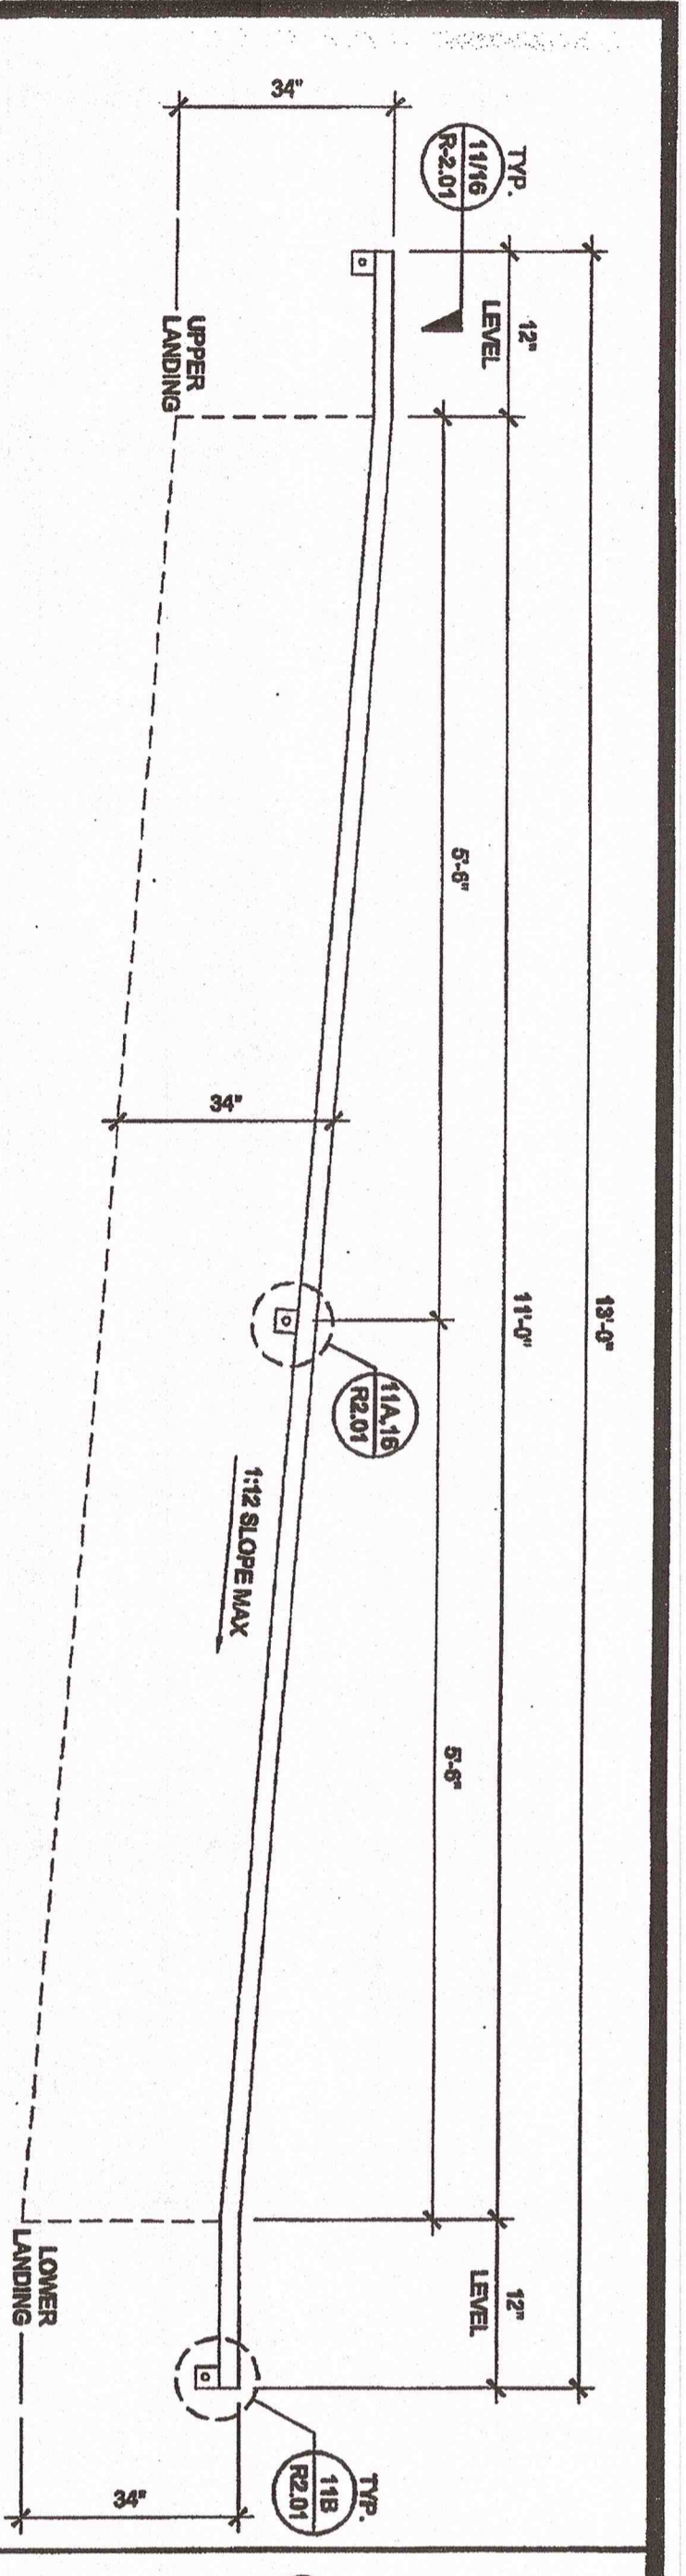 13'-0"
12"
LEVEL
11'-0"
12"
LEVEL
5'-6"
5'-6"
TYP.
11/16
R-2.01
34"
UPPER
LANDING
34"
11A,16
R2.01
1:12 SLOPE MAX
LOWER
LANDING
TYP.
11B
R2.01
34"